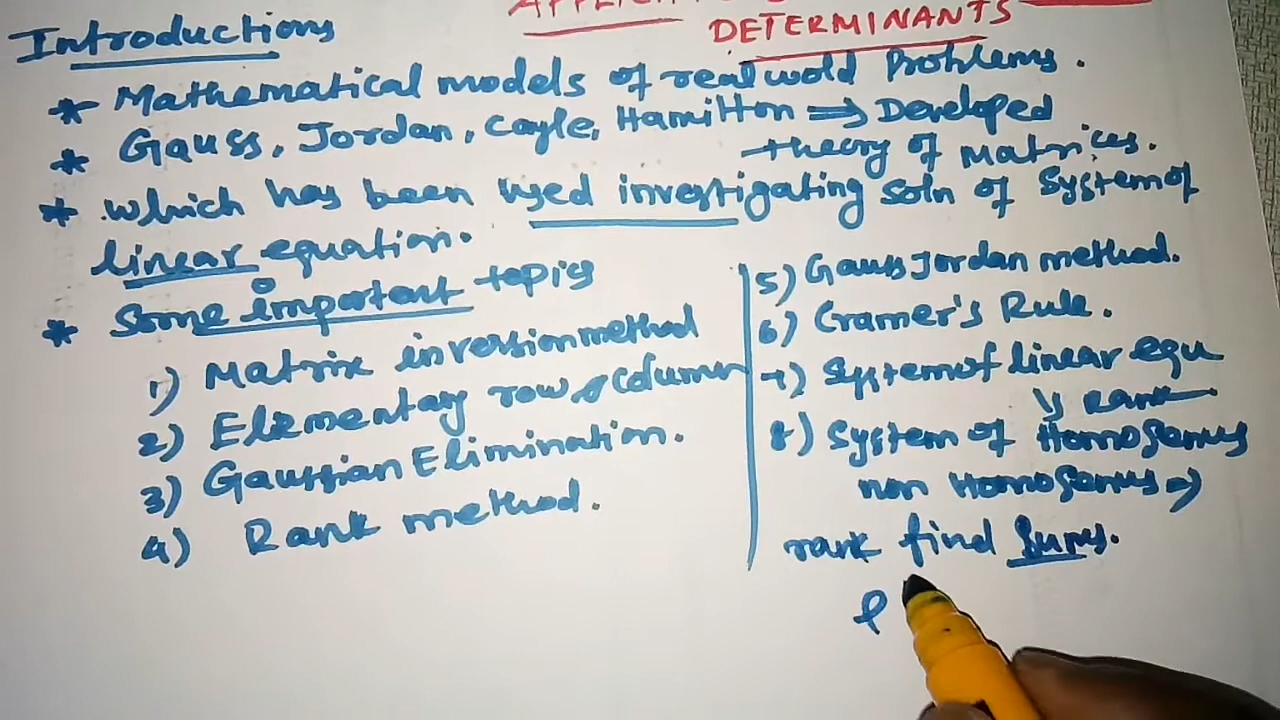 DETERMINANTS
Introductions
* Mathematical models of real wold Problems.
* Gauss, Jordan, Cayle, Hamilton ⇒ Developed
theory of Matrices.
* which has been used investigating soln of System of
linear equation.
* Some important topics
1) Matrix inversion method
2) Elementary row & Column
3) Gaussian Elimination.
4) Rank method.
5) Gauss Jordan method.
6) Cramer's Rule.
7) System of linear equ
Rank
8) System of Homogenus
non Homogenus ⇒
rank find Sums.